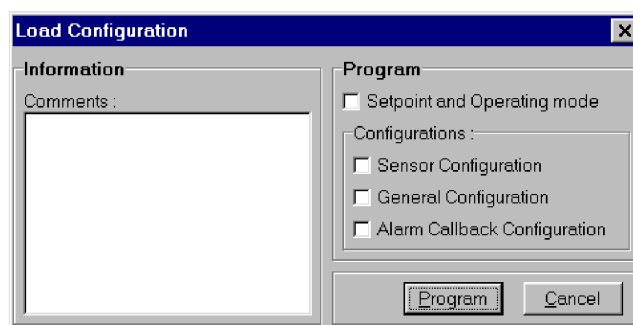 Load Configuration
Information
Comments :
Program
Setpoint and Operating mode
Configurations :
Sensor Configuration
General Configuration
Alarm Callback Configuration
Program
Cancel